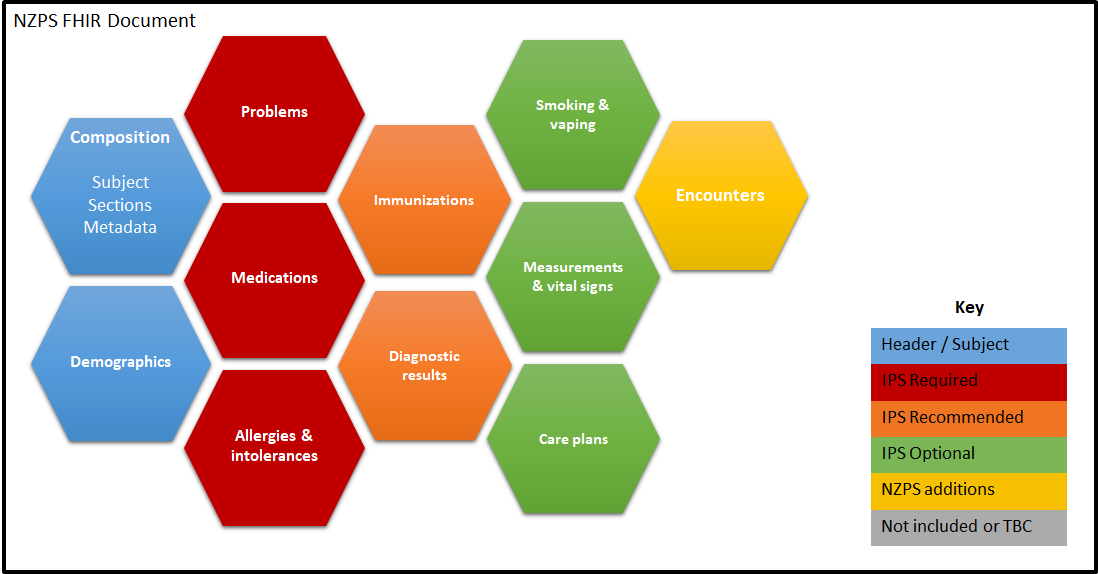 NZPS FHIR Document
Composition
Subject
Sections
Metadata
Demographics
Problems
Medications
Allergies &
intolerances
Immunizations
Diagnostic
results
Smoking &
vaping
Measurements
& vital signs
Care plans
Encounters
Key
Header / Subject
IPS Required
IPS Recommended
IPS Optional
NZPS additions
Not included or TBC